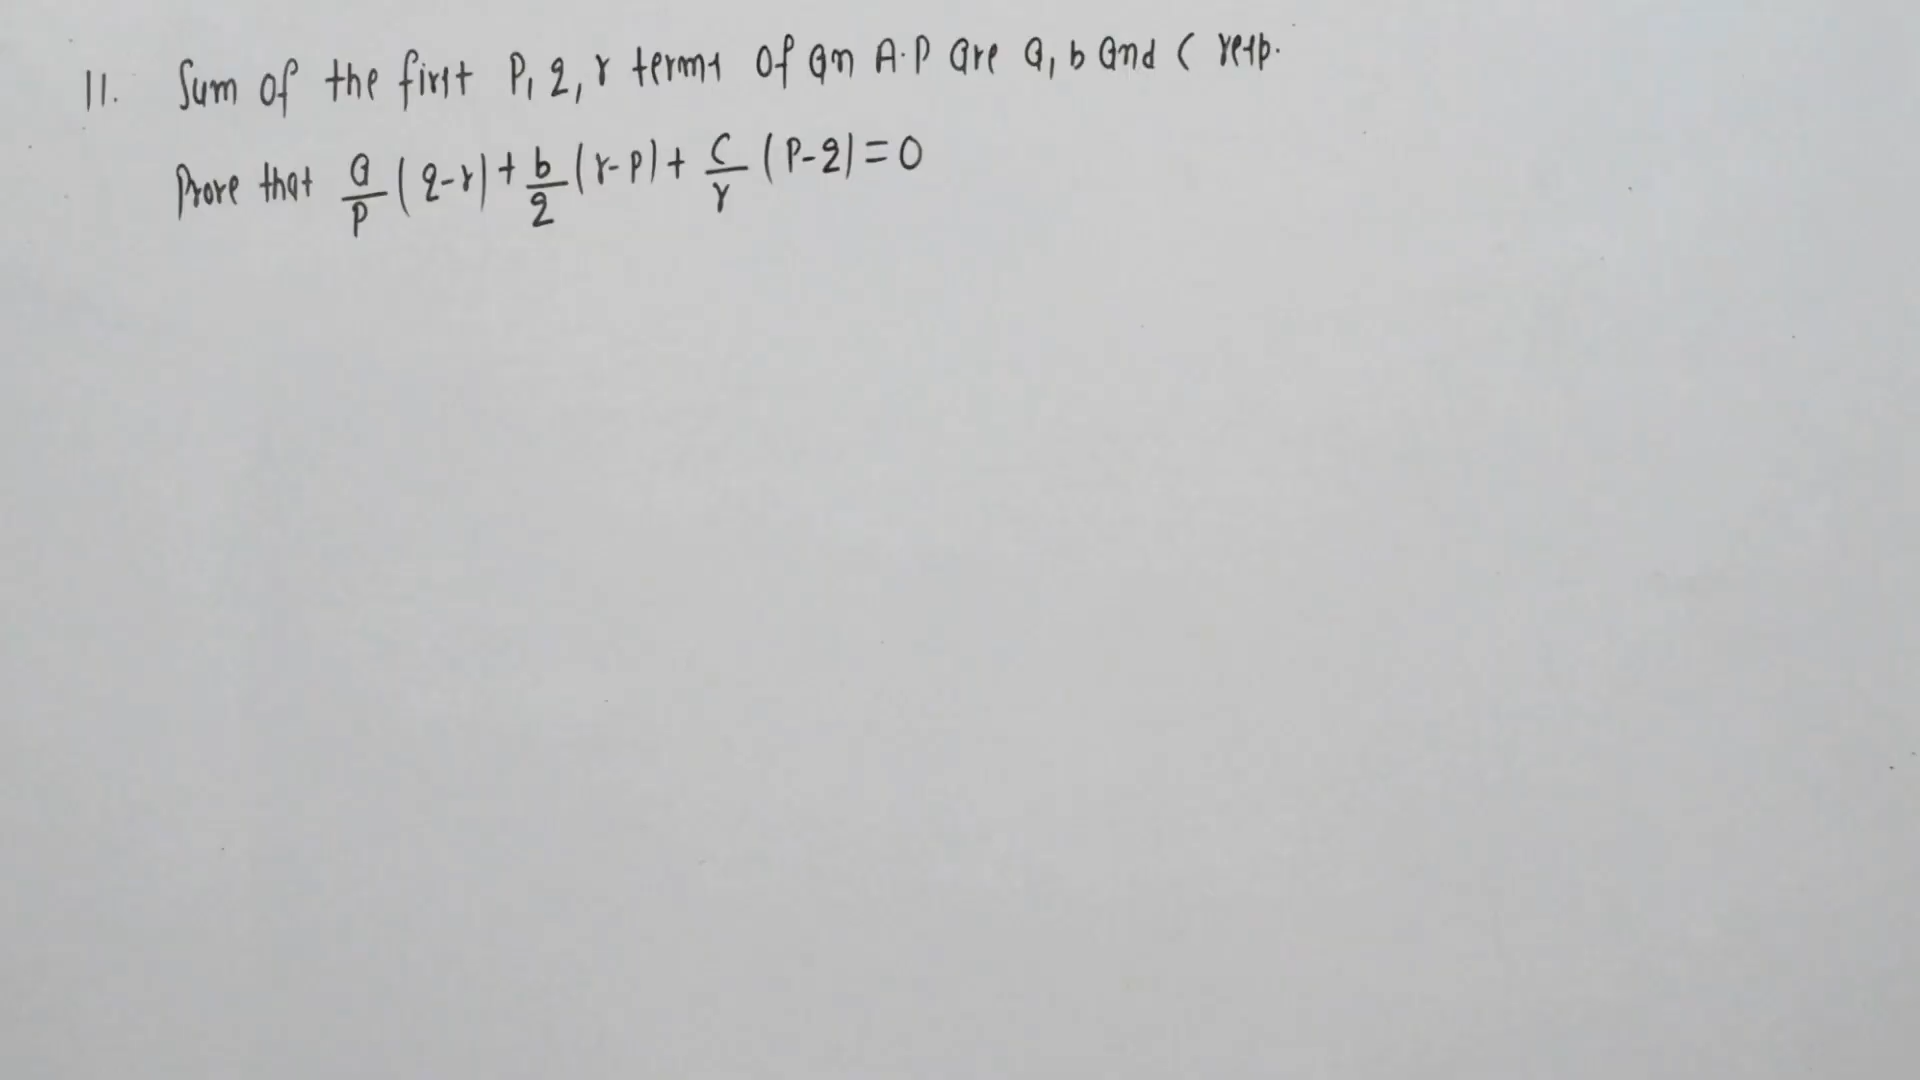 11. Sum of the first P, q, r terms of an A.P are a, b and c resp.
Prove that a/P (q-r) + b/q (r-P) + c/r (P-q) = 0